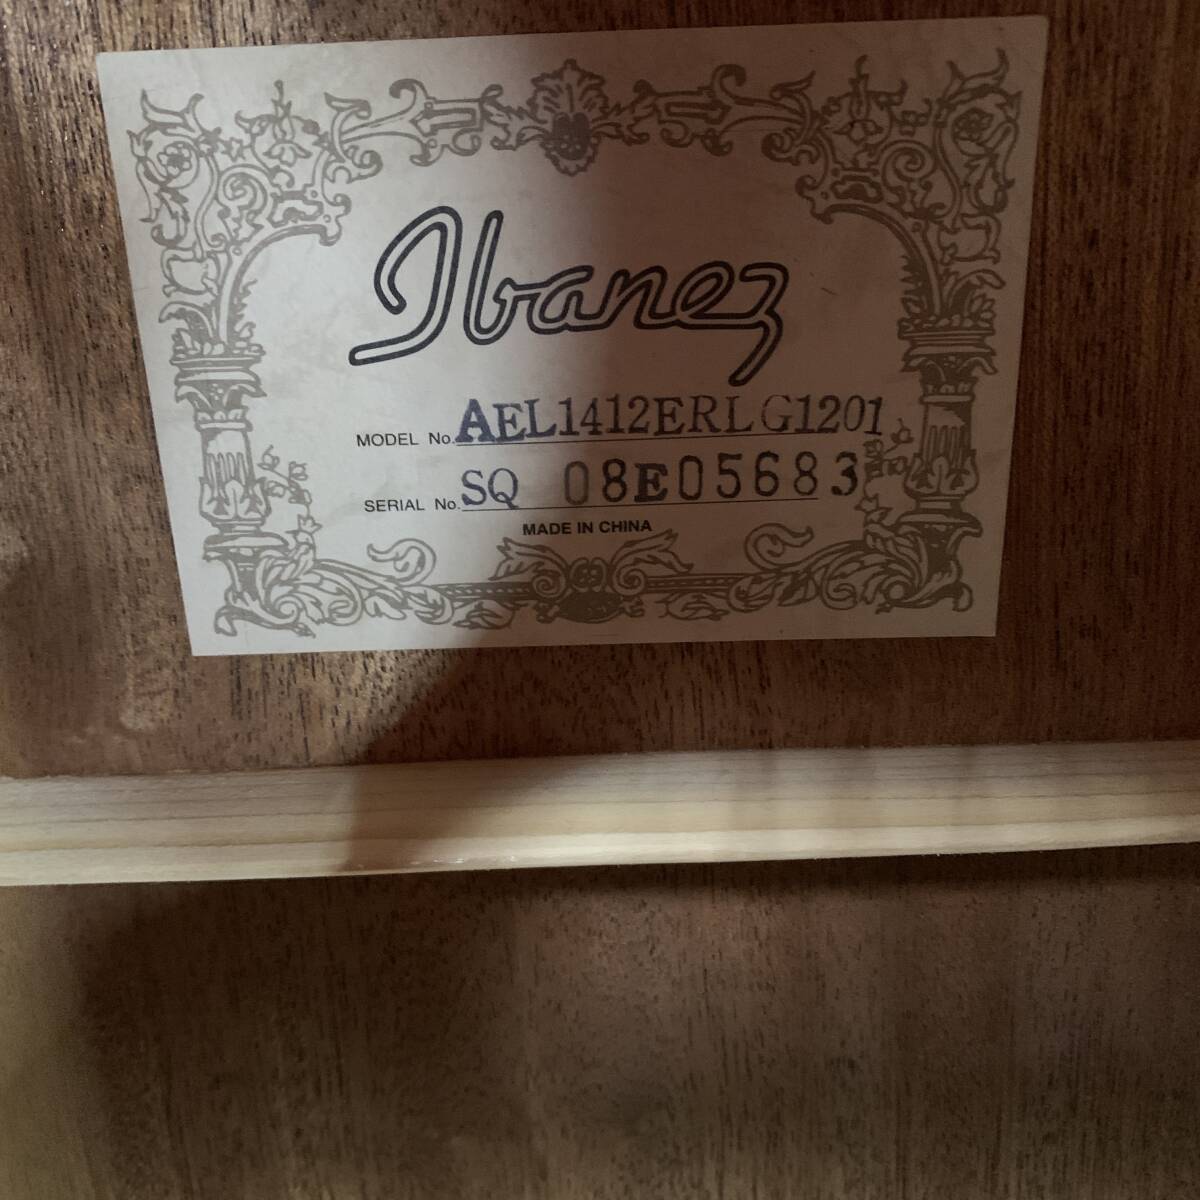 Ibanez
MODEL No. AEL1412ERLG1201
SERIAL No. SQ 08E05683
MADE IN CHINA